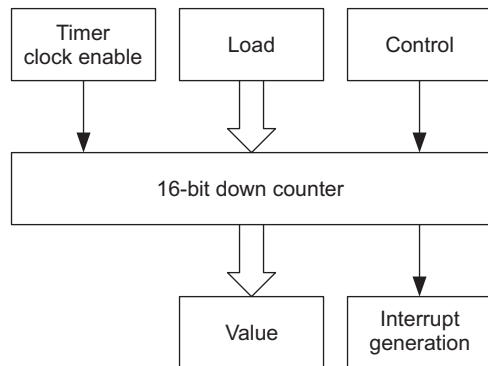 Timer
clock enable
Load
Control
16-bit down counter
Value
Interrupt
generation